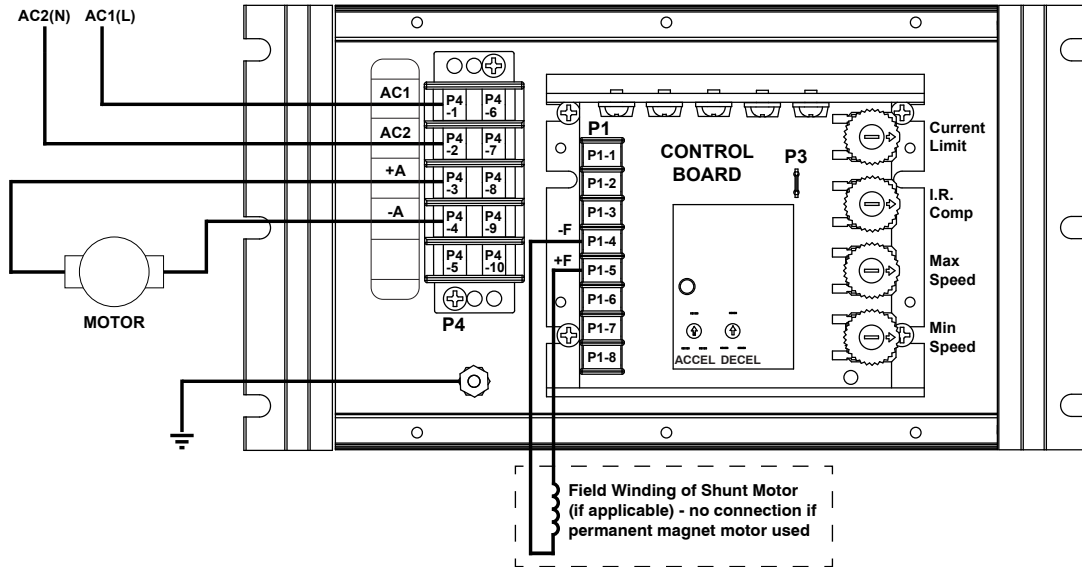 AC2(N) AC1(L)
AC1
AC2
+A
-A
P4
-1
P4
-6
P4
-2
P4
-7
P4
-3
P4
-8
P4
-4
P4
-9
P4
-5
P4
-10
P4
MOTOR
P1
P1-1
P1-2
P1-3
P1-4
P1-5
P1-6
P1-7
P1-8
-F
+F
CONTROL
BOARD
P3
ACCEL DECEL
Current
Limit
I.R.
Comp
Max
Speed
Min
Speed
Field Winding of Shunt Motor
(if applicable) - no connection if
permanent magnet motor used